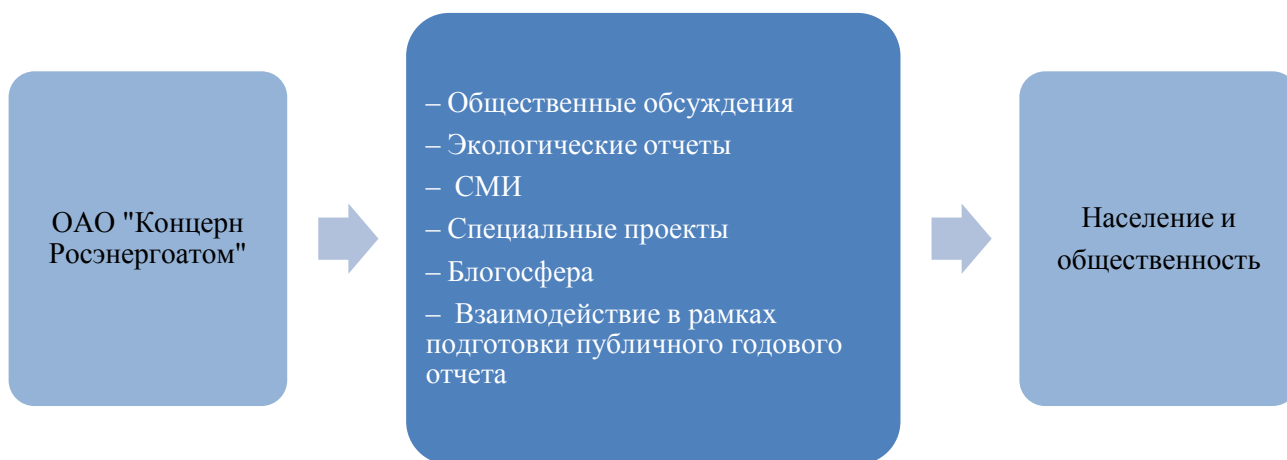 ОАО "Концерн
Росэнергоатом"
– Общественные обсуждения
– Экологические отчеты
– СМИ
– Специальные проекты
– Блогосфера
– Взаимодействие в рамках
подготовки публичного годового
отчета
Население и
общественность